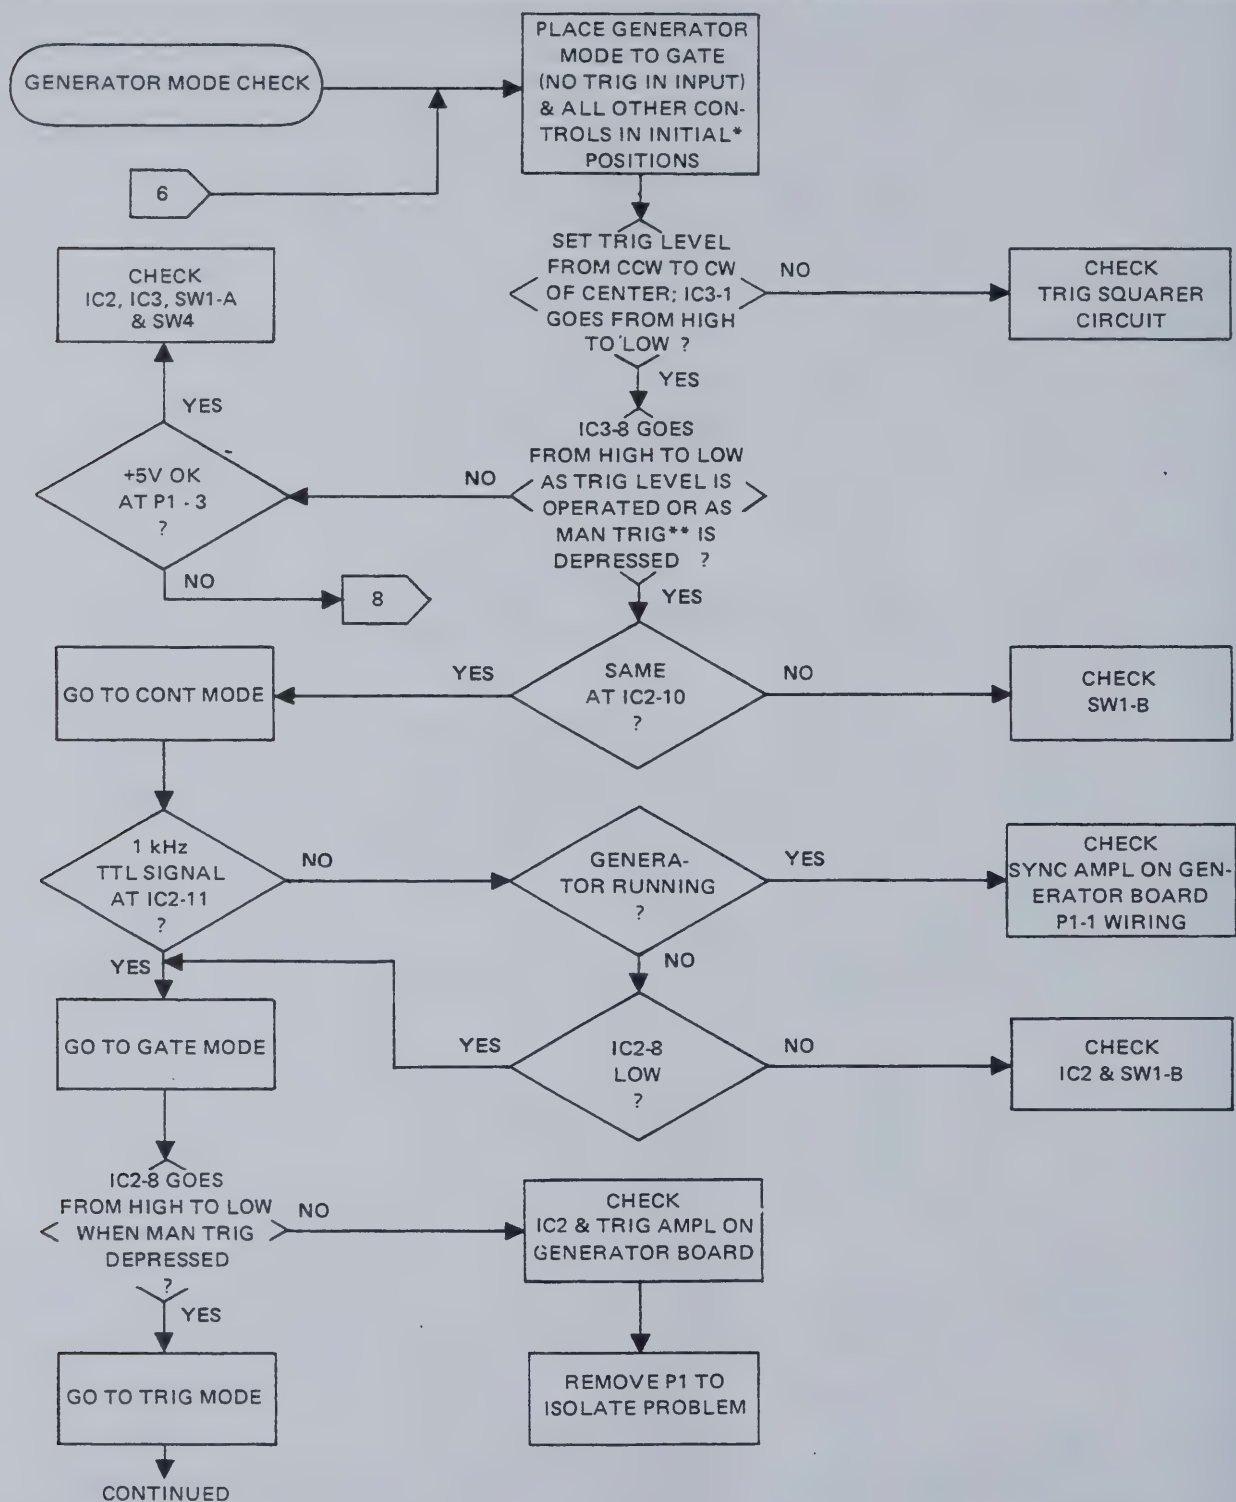 GENERATOR MODE CHECK
PLACE GENERATOR
MODE TO GATE
(NO TRIG IN INPUT)
& ALL OTHER CON-
TROLS IN INITIAL*
POSITIONS
6
SET TRIG LEVEL
FROM CCW TO CW
OF CENTER; IC3-1
GOES FROM HIGH
TO LOW ?
NO
CHECK
TRIG SQUARER
CIRCUIT
YES
CHECK
IC2, IC3, SW1-A
& SW4
YES
IC3-8 GOES
FROM HIGH TO LOW
AS TRIG LEVEL IS
OPERATED OR AS
MAN TRIG** IS
DEPRESSED ?
NO
+5V OK
AT P1 - 3
?
NO
8
YES
SAME
AT IC2-10
?
NO
CHECK
SW1-B
YES
GO TO CONT MODE
1 kHz
TTL SIGNAL
AT IC2-11
?
NO
GENERA-
TOR RUNNING
?
YES
CHECK
SYNC AMPL ON GEN-
ERATOR BOARD
P1-1 WIRING
YES
NO
GO TO GATE MODE
YES
IC2-8
LOW
?
NO
CHECK
IC2 & SW1-B
IC2-8 GOES
FROM HIGH TO LOW
WHEN MAN TRIG
DEPRESSED
?
NO
CHECK
IC2 & TRIG AMPL ON
GENERATOR BOARD
YES
GO TO TRIG MODE
REMOVE P1 TO
ISOLATE PROBLEM
CONTINUED